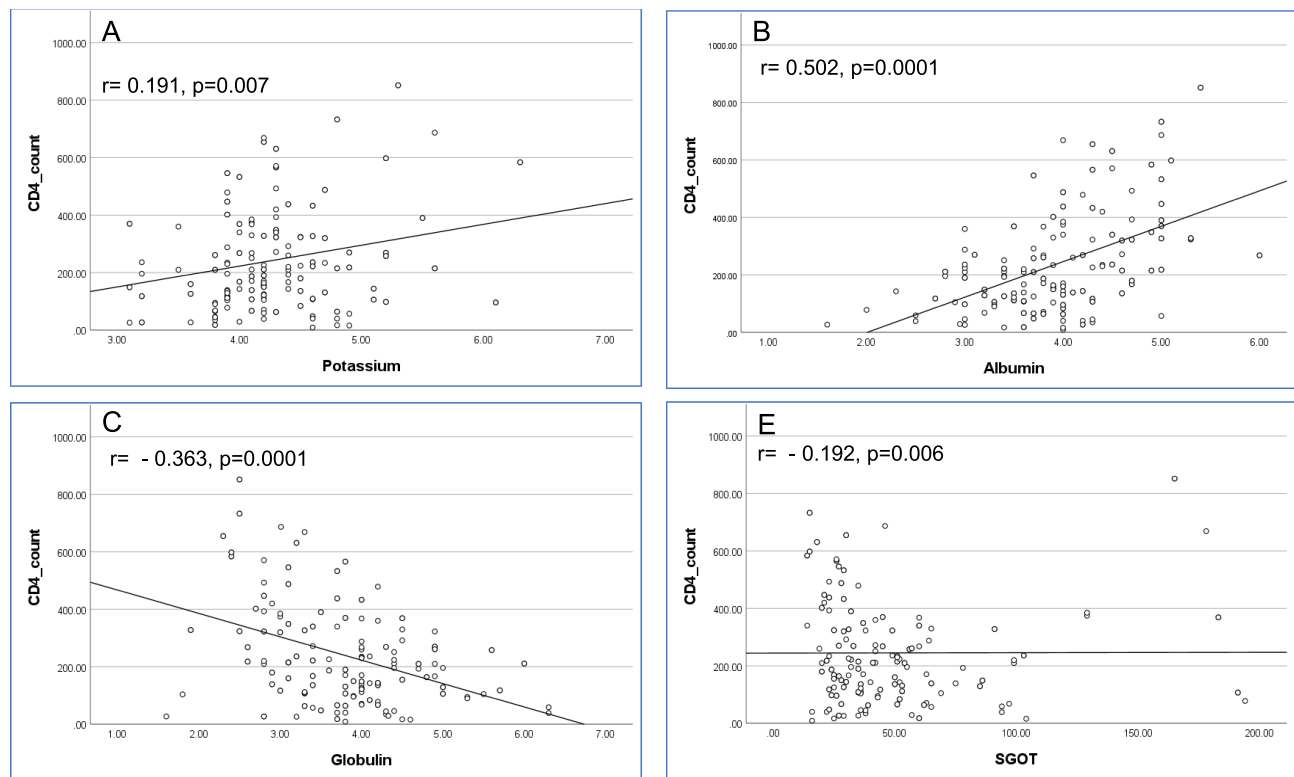 A
r= 0.191, p=0.007
1000.00
800.00
600.00
400.00
200.00
.00
CD4_count
3.00 4.00 5.00 6.00 7.00
Potassium
B
r= 0.502, p=0.0001
1000.00
800.00
600.00
400.00
200.00
.00
CD4_count
1.00 2.00 3.00 4.00 5.00 6.00
Albumin
C
r= - 0.363, p=0.0001
1000.00
800.00
600.00
400.00
200.00
.00
CD4_count
1.00 2.00 3.00 4.00 5.00 6.00 7.00
Globulin
E
r= - 0.192, p=0.006
1000.00
800.00
600.00
400.00
200.00
.00
CD4_count
.00 50.00 100.00 150.00 200.00
SGOT